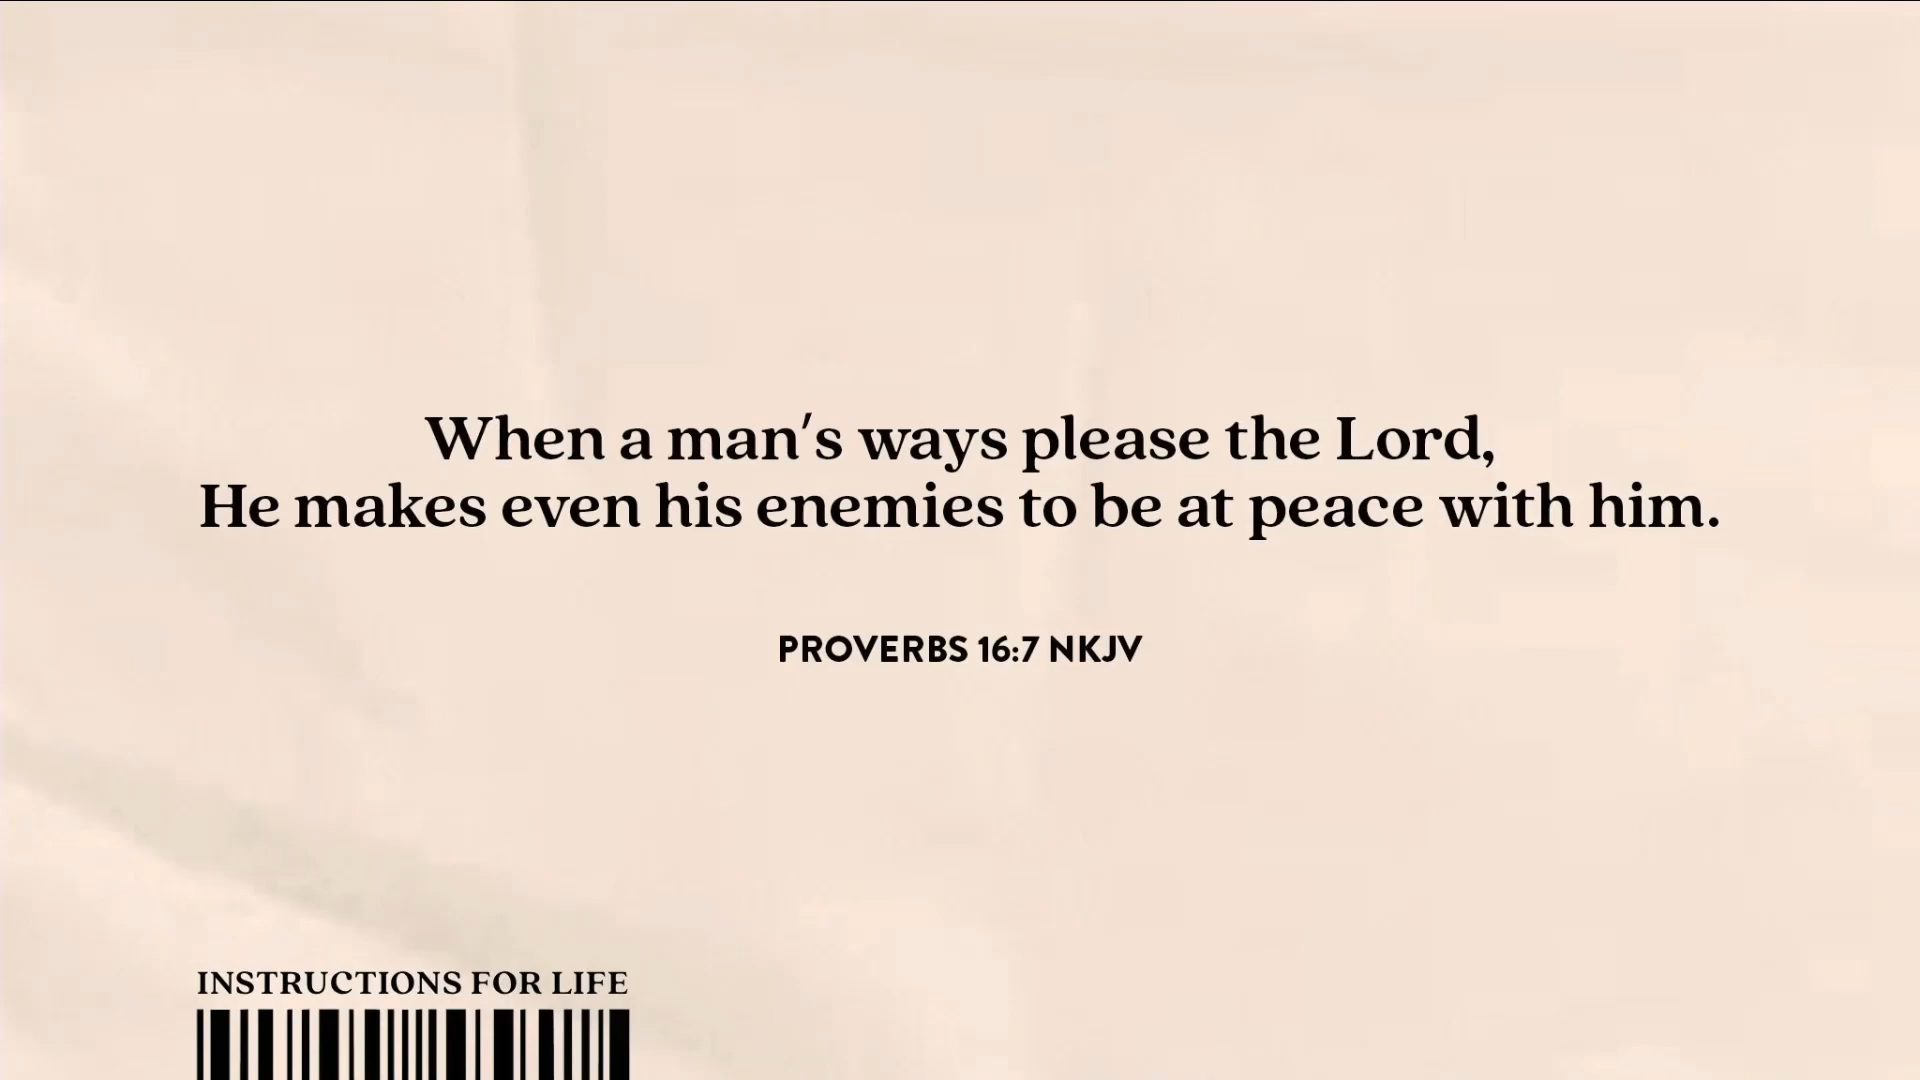 When a man's ways please the Lord,
He makes even his enemies to be at peace with him.
PROVERBS 16:7 NKJV
INSTRUCTIONS FOR LIFE